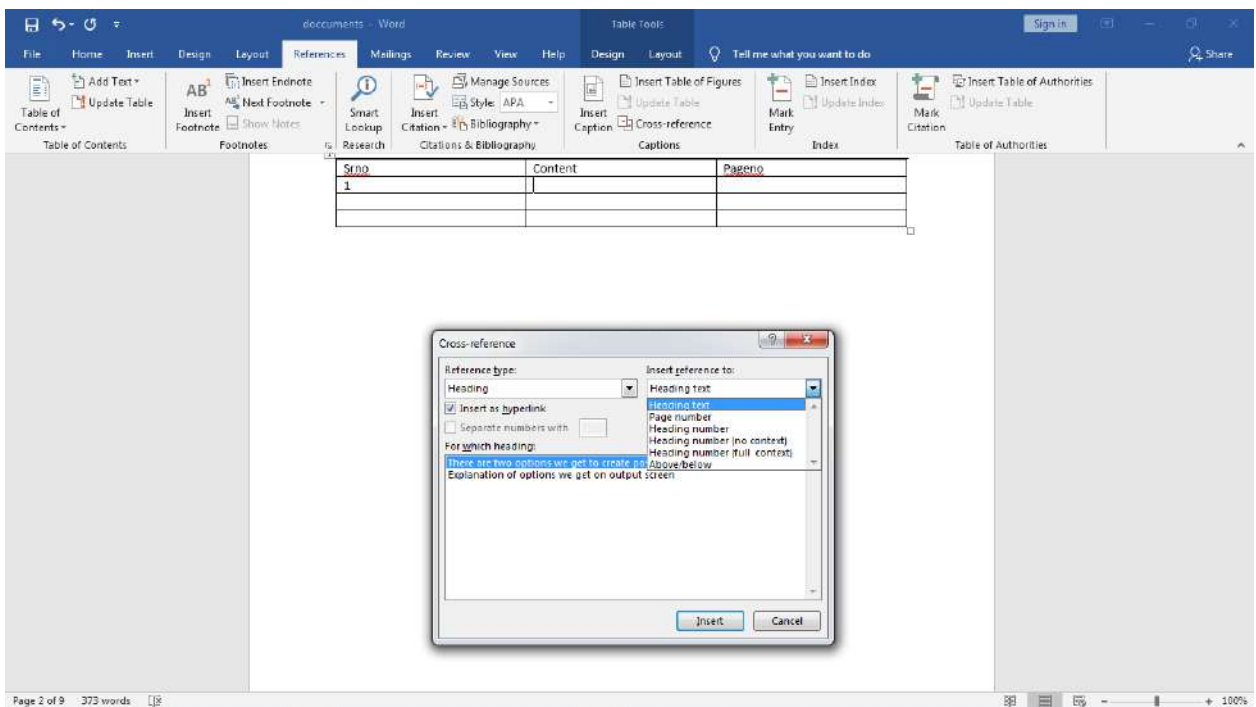 doccuments - Word
Table Tools
Sign in
File Home Insert Design Layout References Mailings Review View Help Design Layout Tell me what you want to do Share
Table of Contents
Add Text
Update Table
Table of Contents
AB1
Insert Footnote
Insert Endnote
Next Footnote
Show Notes
Footnotes
Smart Lookup
Research
Insert Citation
Manage Sources
Style: APA
Bibliography
Citations & Bibliography
Insert Caption
Insert Table of Figures
Update Table
Cross-reference
Captions
Mark Entry
Insert Index
Update Index
Index
Mark Citation
Insert Table of Authorities
Update Table
Table of Authorities
Srno Content Pageno
1
Cross-reference
Reference type: Insert reference to:
Heading Heading text
Insert as hyperlink
Separate numbers with
For which heading:
Heading text
Page number
Heading number
Heading number (no context)
Heading number (full context)
Above/below
There are two options we get to create
Explanation of options we get on output screen
Insert Cancel
Page 2 of 9 373 words 100%